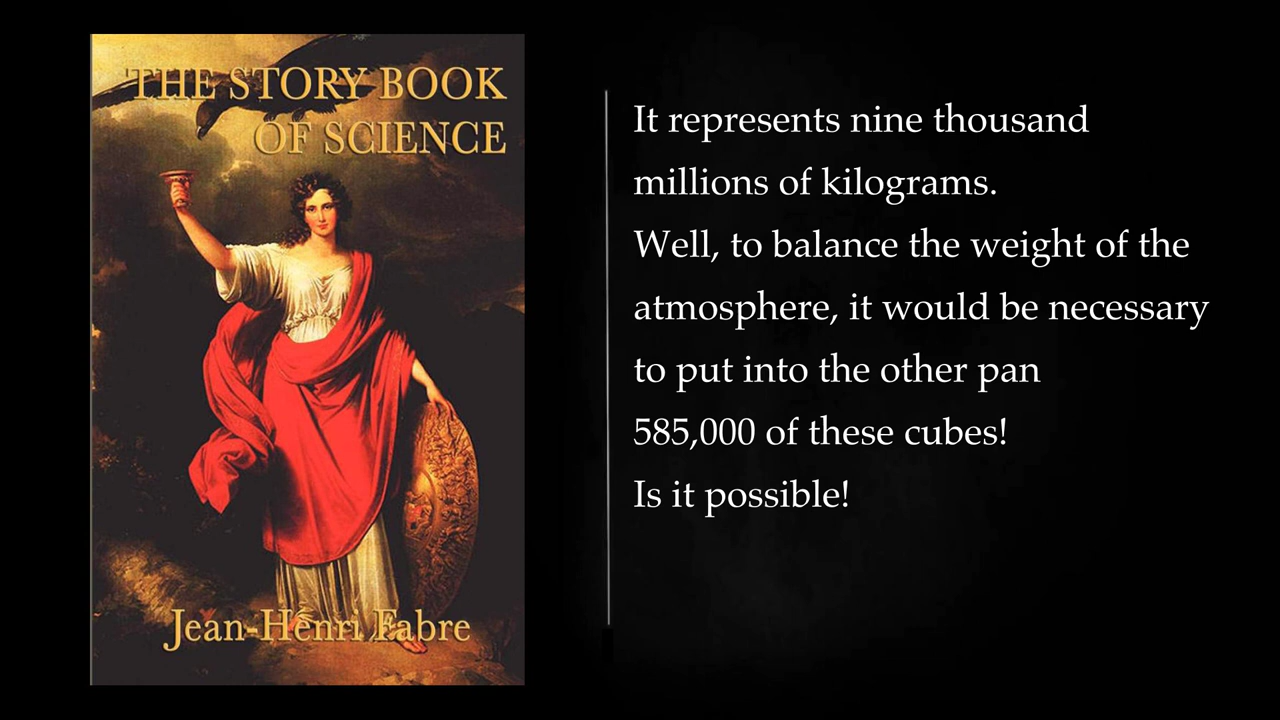 THE STORY BOOK
OF SCIENCE
Jean-Henri Fabre
It represents nine thousand
millions of kilograms.
Well, to balance the weight of the
atmosphere, it would be necessary
to put into the other pan
585,000 of these cubes!
Is it possible!